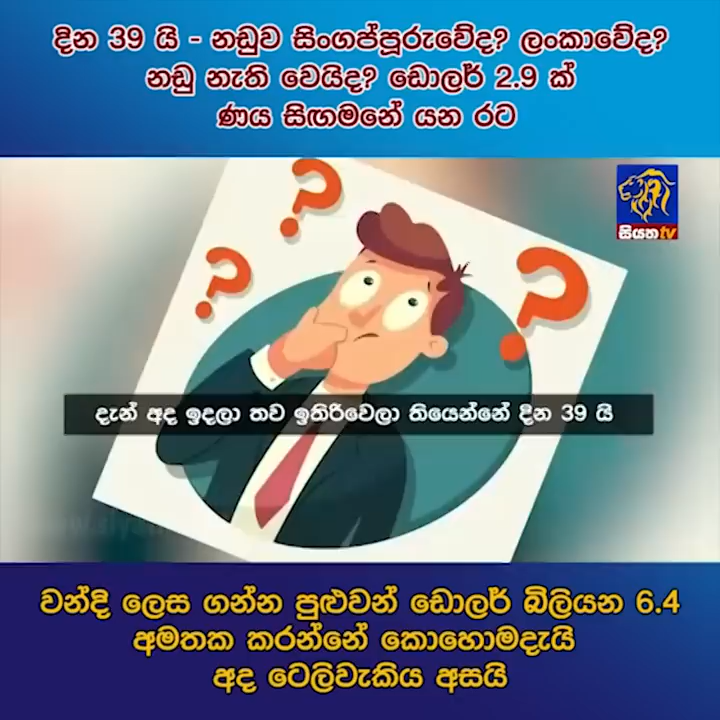 දින 39 යි - නඩුව සිංගප්පූරුවේද? ලංකාවේද?
නඩු නැති වෙයිද? ඩොලර් 2.9 ක්
ණය සිඟමනේ යන රට
සියත tv
දැන් අද ඉදලා තව ඉතිරිවෙලා තියෙන්නේ දින 39 යි
වන්දි ලෙස ගන්න පුළුවන් ඩොලර් බිලියන 6.4
අමතක කරන්නේ කොහොමදැයි
අද ටෙලිවැකිය අසයි